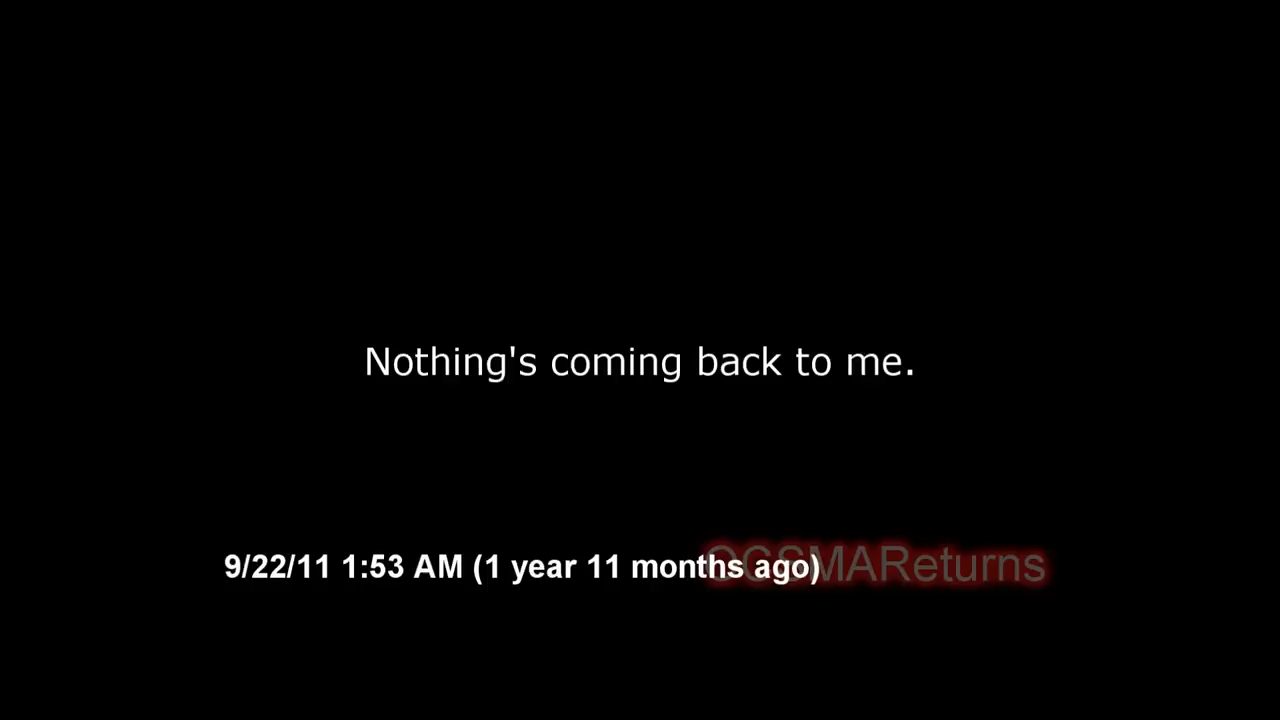 Nothing's coming back to me.
9/22/11 1:53 AM (1 year 11 months ago)